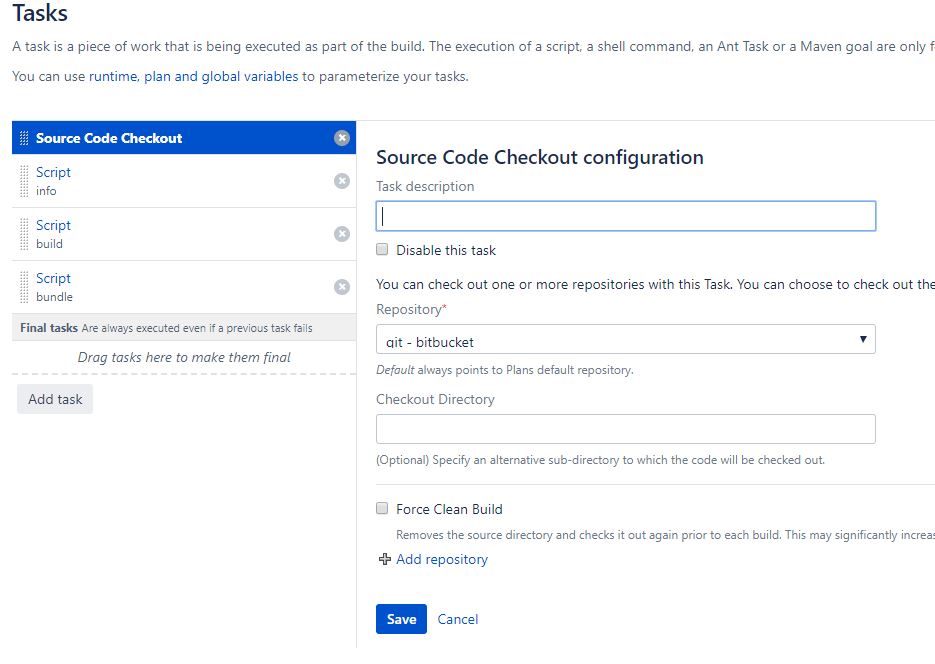 Tasks
A task is a piece of work that is being executed as part of the build. The execution of a script, a shell command, an Ant Task or a Maven goal are only
You can use runtime, plan and global variables to parameterize your tasks.
Source Code Checkout
Script
info
Script
build
Script
bundle
Final tasks Are always executed even if a previous task fails
Drag tasks here to make them final
Add task
Source Code Checkout configuration
Task description
Disable this task
You can check out one or more repositories with this Task. You can choose to check out the
Repository*
git - bitbucket
Default always points to Plans default repository.
Checkout Directory
(Optional) Specify an alternative sub-directory to which the code will be checked out.
Force Clean Build
Removes the source directory and checks it out again prior to each build. This may significantly
Add repository
Save Cancel